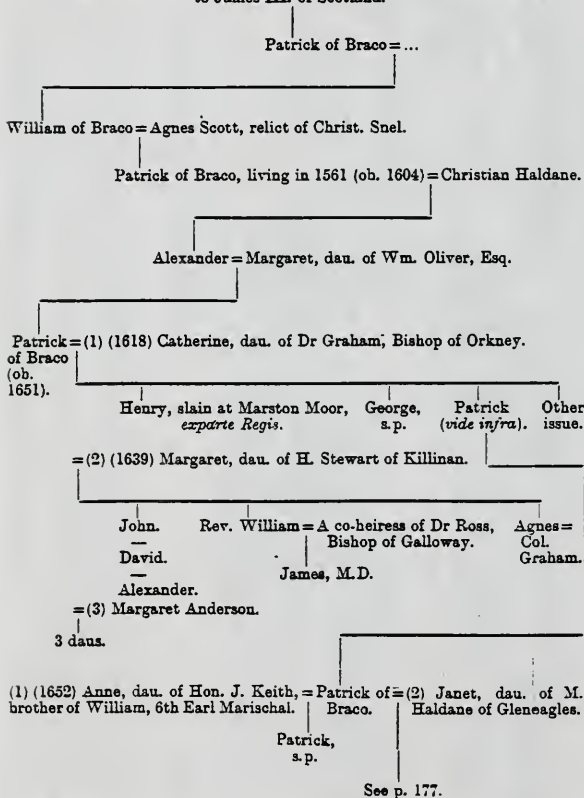 Patrick of Braco = ...
William of Braco = Agnes Scott, relict of Christ. Snel.
Patrick of Braco, living in 1561 (ob. 1604) = Christian Haldane.
Alexander = Margaret, dau. of Wm. Oliver, Esq.
Patrick = (1) (1618) Catherine, dau. of Dr Graham, Bishop of Orkney.
of Braco
(ob.
1651).
Henry, slain at Marston Moor, George, Patrick Other
exparte Regis. s.p. (vide infra). issue.
= (2) (1639) Margaret, dau. of H. Stewart of Killinan.
John. Rev. William = A co-heiress of Dr Ross, Agnes =
— Bishop of Galloway. Col.
David. Graham.
— James, M.D.
Alexander.
= (3) Margaret Anderson.
3 daus.
(1) (1652) Anne, dau. of Hon. J. Keith, = Patrick of = (2) Janet, dau. of M.
brother of William, 6th Earl Marischal. Braco. Haldane of Gleneagles.
Patrick,
s.p.
See p. 177.